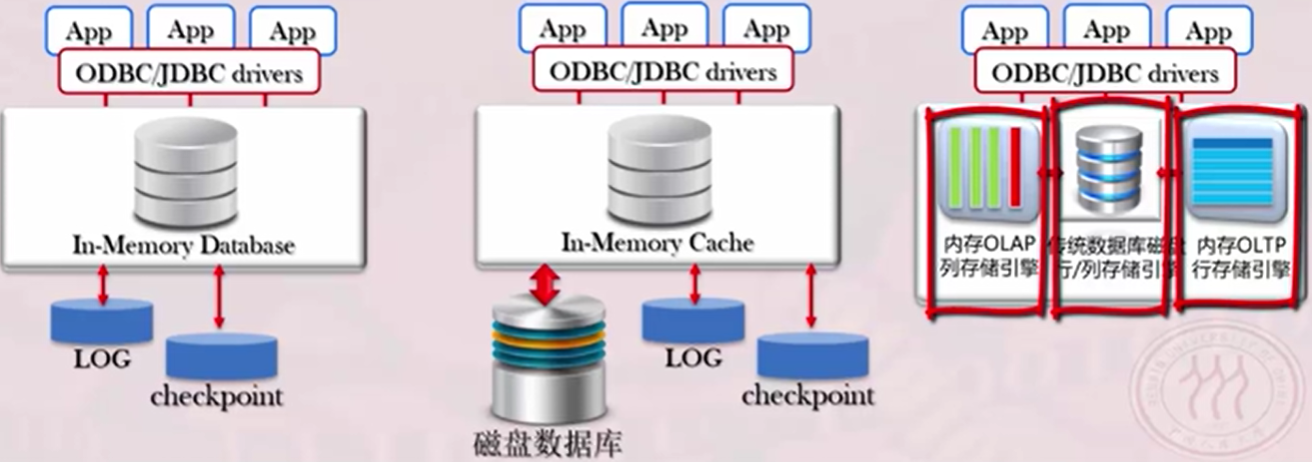 App App App
ODBC/JDBC drivers
In-Memory Database
LOG
checkpoint
App App App
ODBC/JDBC drivers
In-Memory Cache
LOG
checkpoint
磁盘数据库
App App App
ODBC/JDBC drivers
内存OLAP
列存储引擎
传统数据库磁盘
行/列存储引擎
内存OLTP
行存储引擎